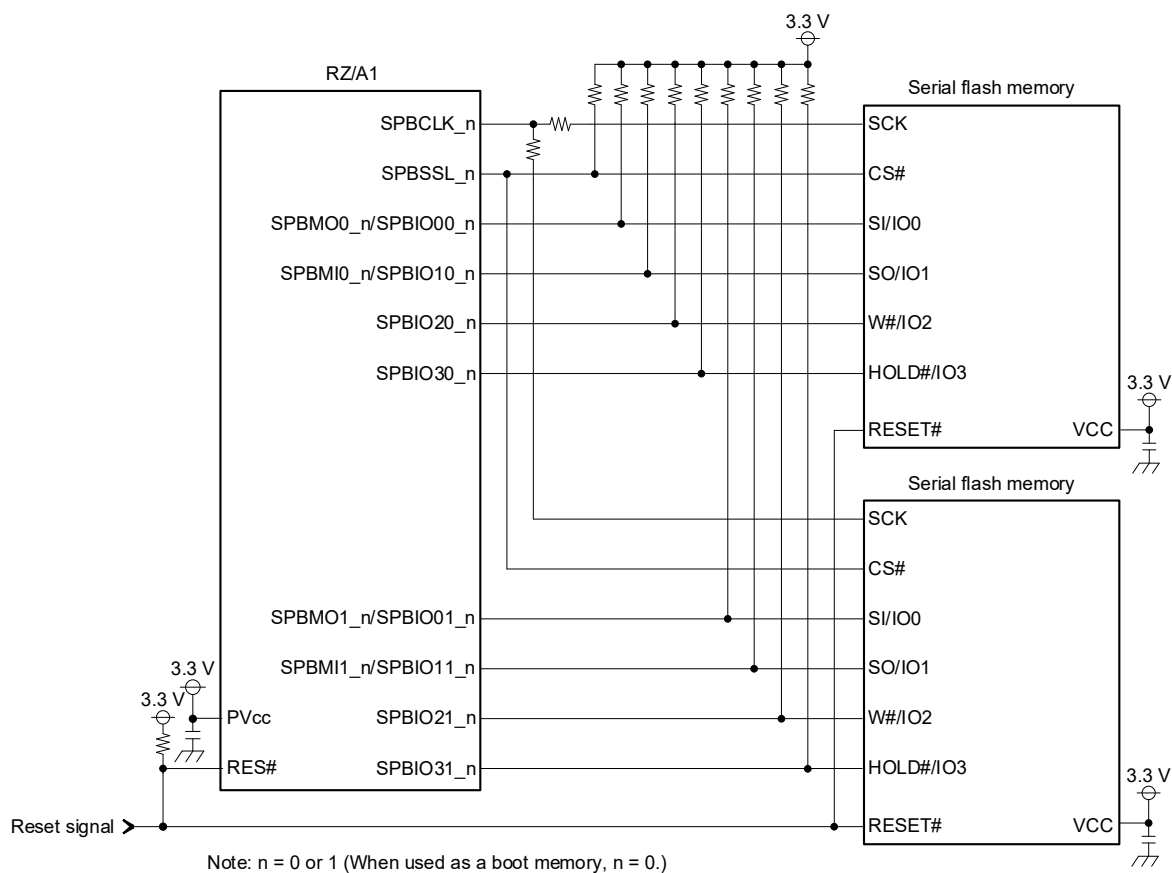 3.3 V
RZ/A1
Serial flash memory
SPBCLK_n
SCK
SPBSSL_n
CS#
SPBMO0_n/SPBIO00_n
SI/IO0
SPBMI0_n/SPBIO10_n
SO/IO1
SPBIO20_n
W#/IO2
SPBIO30_n
HOLD#/IO3
3.3 V
RESET#
VCC
Serial flash memory
SCK
CS#
SPBMO1_n/SPBIO01_n
SI/IO0
SPBMI1_n/SPBIO11_n
SO/IO1
3.3 V
3.3 V
PVcc
SPBIO21_n
W#/IO2
RES#
SPBIO31_n
HOLD#/IO3
3.3 V
Reset signal
RESET#
VCC
Note: n = 0 or 1 (When used as a boot memory, n = 0.)